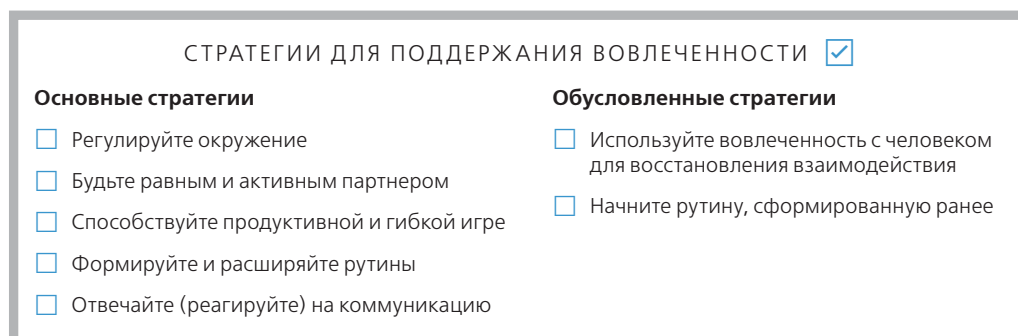 СТРАТЕГИИ ДЛЯ ПОДДЕРЖАНИЯ ВОВЛЕЧЕННОСТИ
Основные стратегии
Регулируйте окружение
Будьте равным и активным партнером
Способствуйте продуктивной и гибкой игре
Формируйте и расширяйте рутины
Отвечайте (реагируйте) на коммуникацию
Обусловленные стратегии
Используйте вовлеченность с человеком
для восстановления взаимодействия
Начните рутину, сформированную ранее